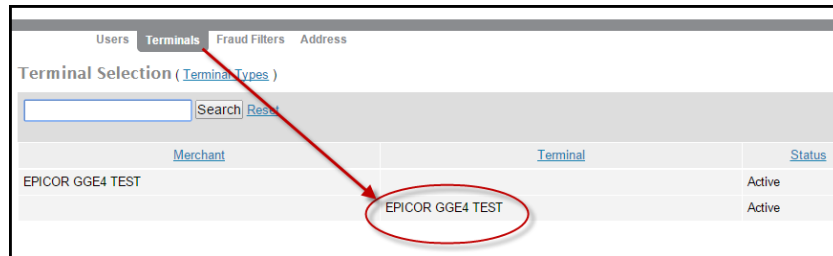 Users Terminals Fraud Filters Address
Terminal Selection ( Terminal Types )
Search Reset
Merchant Terminal Status
EPICOR GGE4 TEST Active
EPICOR GGE4 TEST Active